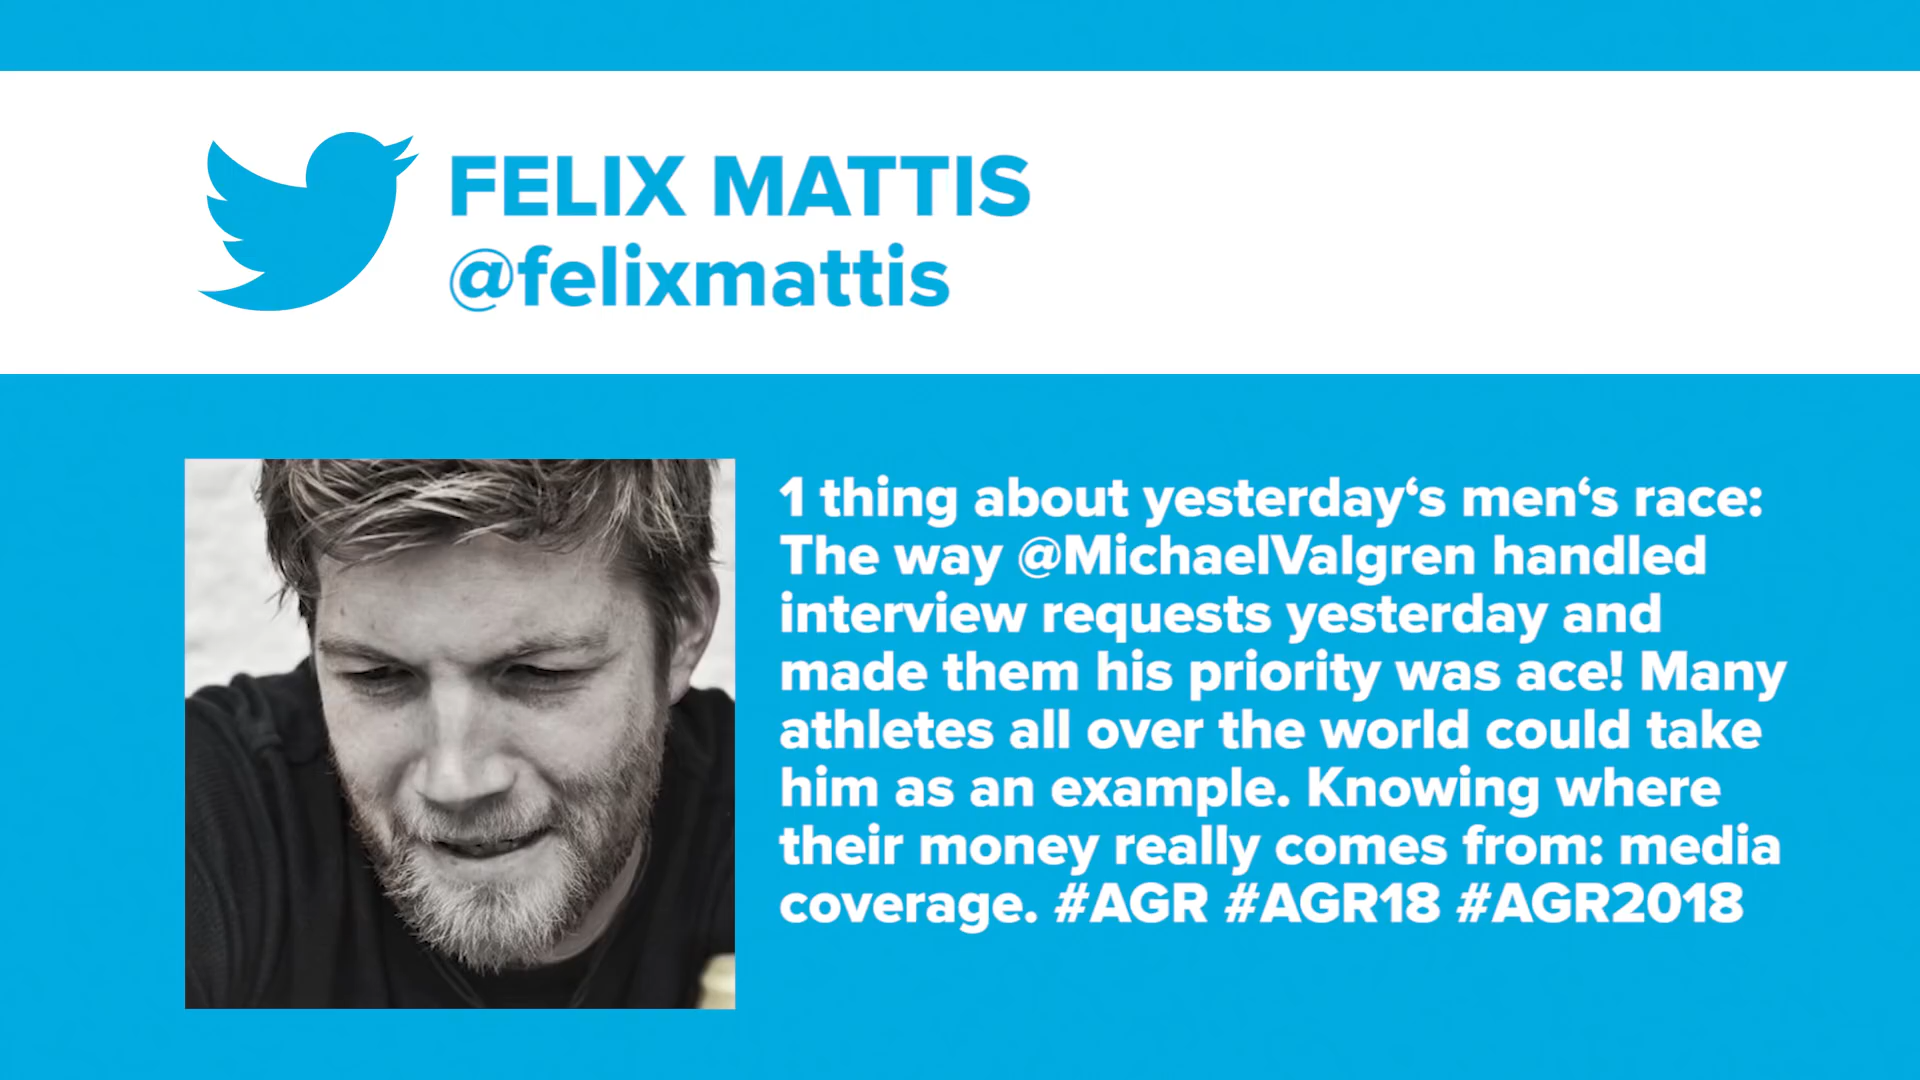 FELIX MATTIS
@felixmattis
1 thing about yesterday‘s men‘s race:
The way @MichaelValgren handled
interview requests yesterday and
made them his priority was ace! Many
athletes all over the world could take
him as an example. Knowing where
their money really comes from: media
coverage. #AGR #AGR18 #AGR2018